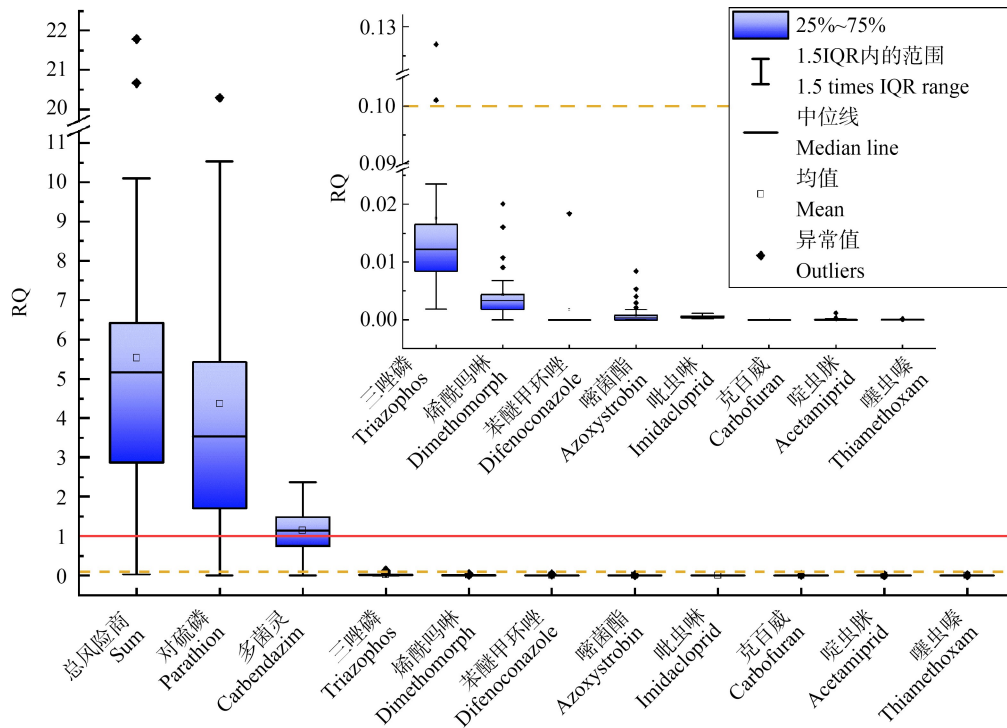 22
21
20
11
10
9
8
7
6
5
4
3
2
1
0
RQ
总风险商
Sum
对硫磷
Parathion
多菌灵
Carbendazim
三唑磷
Triazophos
烯酰吗啉
Dimethomorph
苯醚甲环唑
Difenoconazole
嘧菌酯
Azoxystrobin
吡虫啉
Imidacloprid
克百威
Carbofuran
啶虫脒
Acetamiprid
噻虫嗪
Thiamethoxam
0.13
0.10
0.09
0.02
0.01
0.00
RQ
三唑磷
Triazophos
烯酰吗啉
Dimethomorph
苯醚甲环唑
Difenoconazole
嘧菌酯
Azoxystrobin
吡虫啉
Imidacloprid
克百威
Carbofuran
啶虫脒
Acetamiprid
噻虫嗪
Thiamethoxam
25%~75%
1.5IQR内的范围
1.5 times IQR range
中位线
Median line
均值
Mean
异常值
Outliers